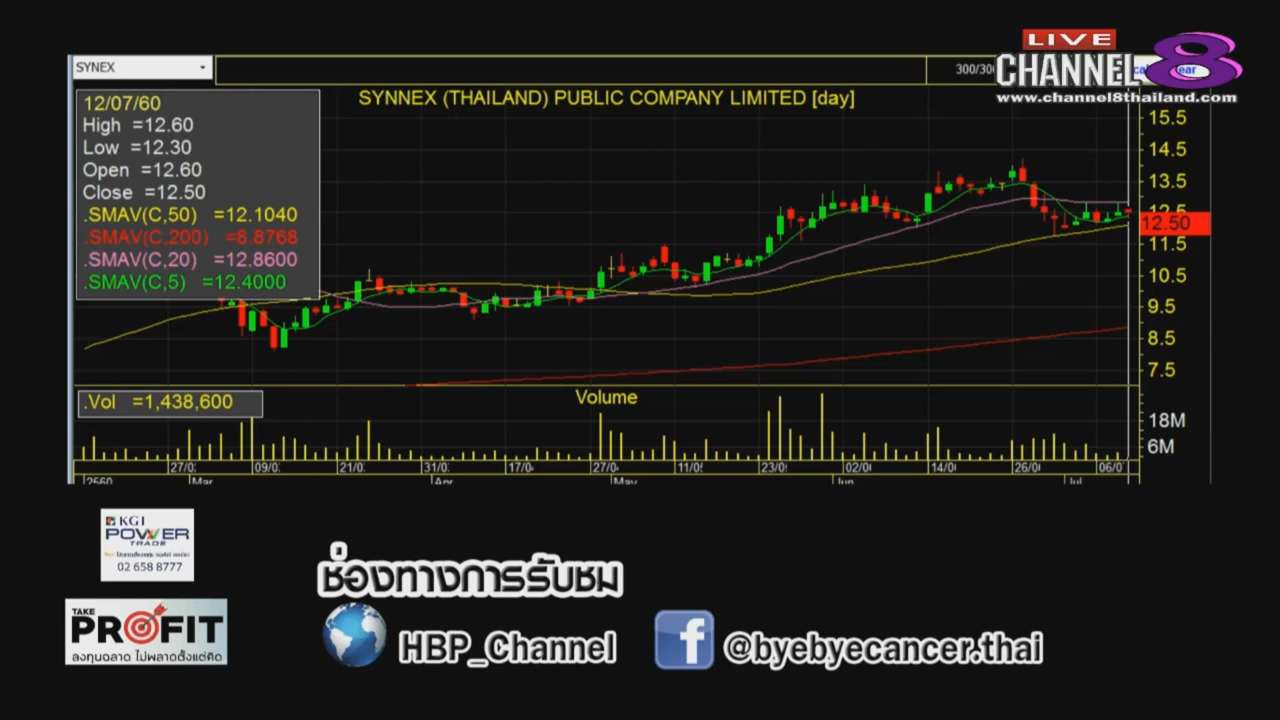 LIVE
CHANNEL 8
www.channel8thailand.com
SYNEX
300/300
SYNNEX (THAILAND) PUBLIC COMPANY LIMITED [day]
12/07/60
High =12.60
Low =12.30
Open =12.60
Close =12.50
.SMAV(C,50) =12.1040
.SMAV(C,200) =8.8768
.SMAV(C,20) =12.8600
.SMAV(C,5) =12.4000
15.5
14.5
13.5
12.5
12.50
11.5
10.5
9.5
8.5
7.5
.Vol =1,438,600
Volume
18M
6M
27/0 09/0 21/0 31/0 17/0 27/0 11/0 23/0 02/0 14/0 26/0 06/0
2560 Mar Apr May Jun Jul
KGI
POWER
TRADE
02 658 8777
TAKE
PROFIT
ลงทุนฉลาด ไม่พลาดตั้งแต่คิด
ช่องทางการรับชม
HBP_Channel
@byebyecancer.thai